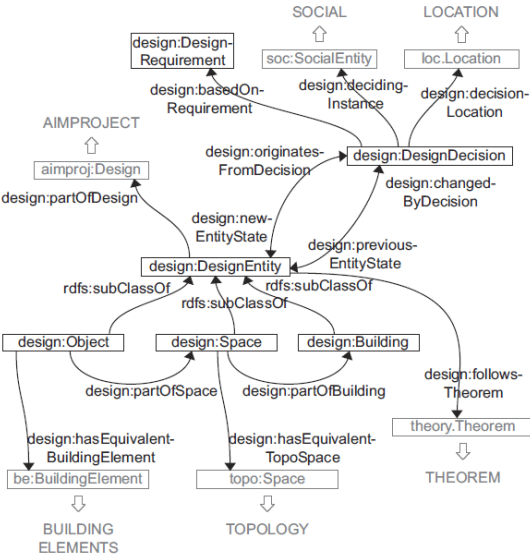 SOCIAL
LOCATION
design:Design-
Requirement
soc:SocialEntity
loc.Location
design:basedOn-
Requirement
design:deciding-
Instance
design:decision-
Location
AIMPROJECT
aimproj:Design
design:originates-
FromDecision
design:DesignDecision
design:partOfDesign
design:changed-
ByDecision
design:new-
EntityState
design:previous-
EntityState
design:DesignEntity
rdfs:subClassOf
rdfs:subClassOf
rdfs:subClassOf
design:Object
design:Space
design:Building
design:partOfSpace
design:partOfBuilding
design:follows-
Theorem
theory.Theorem
design:hasEquivalent-
BuildingElement
design:hasEquivalent-
TopoSpace
be:BuildingElement
topo:Space
THEOREM
BUILDING
ELEMENTS
TOPOLOGY